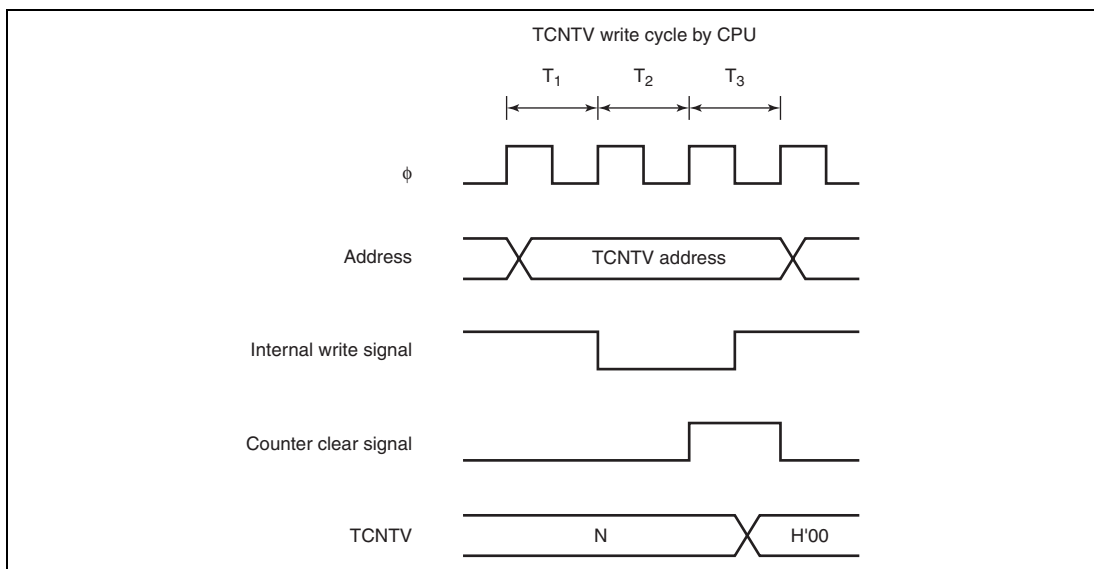 TCNTV write cycle by CPU
T1 T2 T3
ϕ
Address TCNTV address
Internal write signal
Counter clear signal
TCNTV N H'00